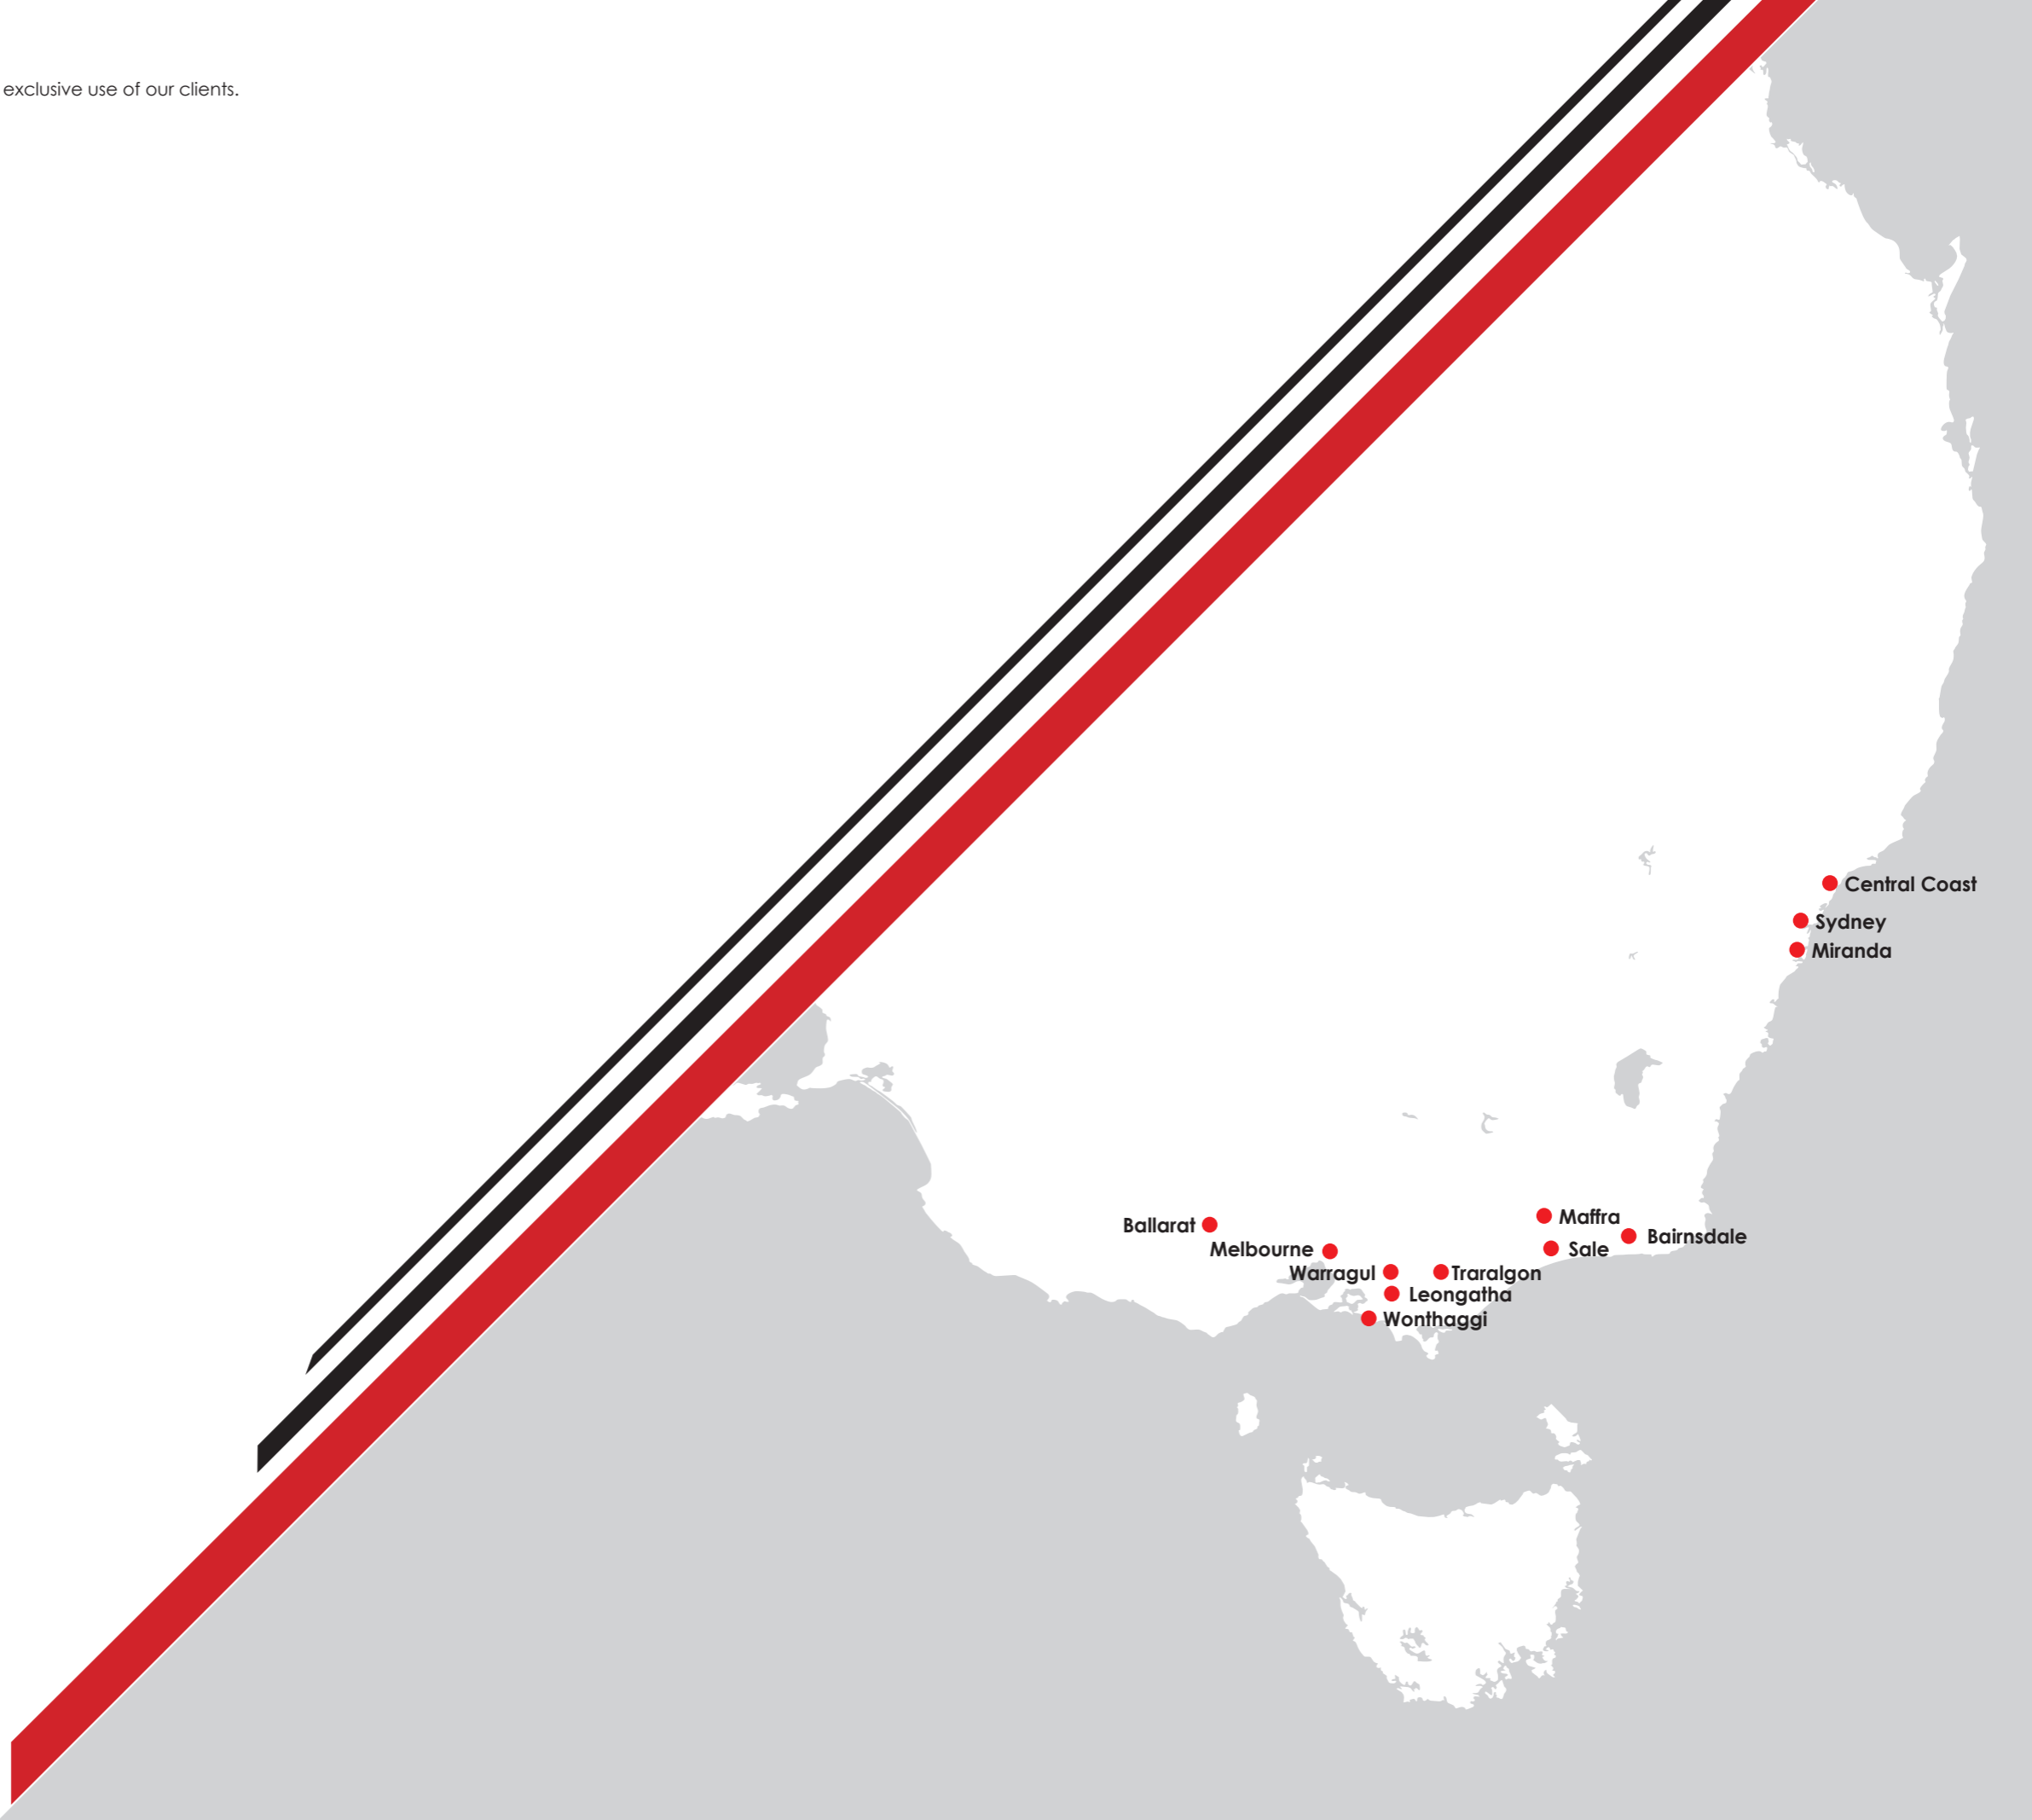 exclusive use of our clients.
Central Coast
Sydney
Miranda
Maffra
Ballarat
Bairnsdale
Melbourne
Sale
Warragul
Traralgon
Leongatha
Wonthaggi